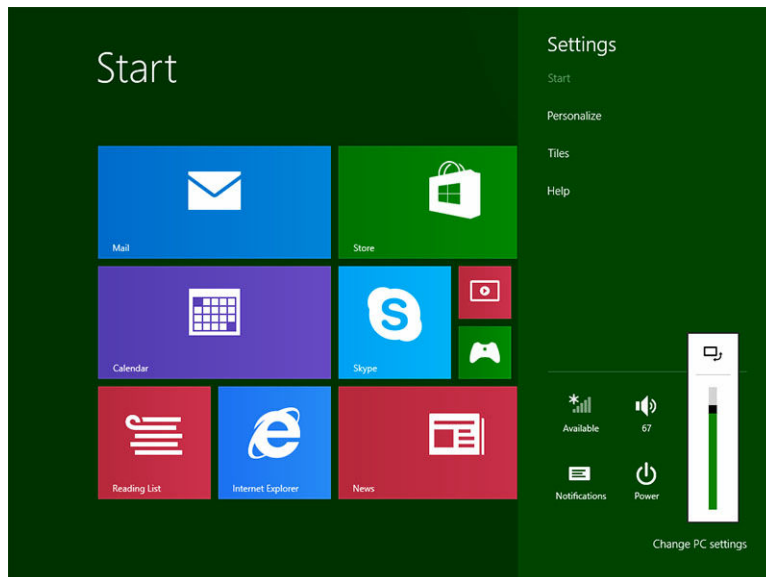 Start
Settings
Start
Personalize
Tiles
Help
Mail
Store
Calendar
Skype
Reading List
Internet Explorer
News
Available
67
Notifications
Power
Change PC settings